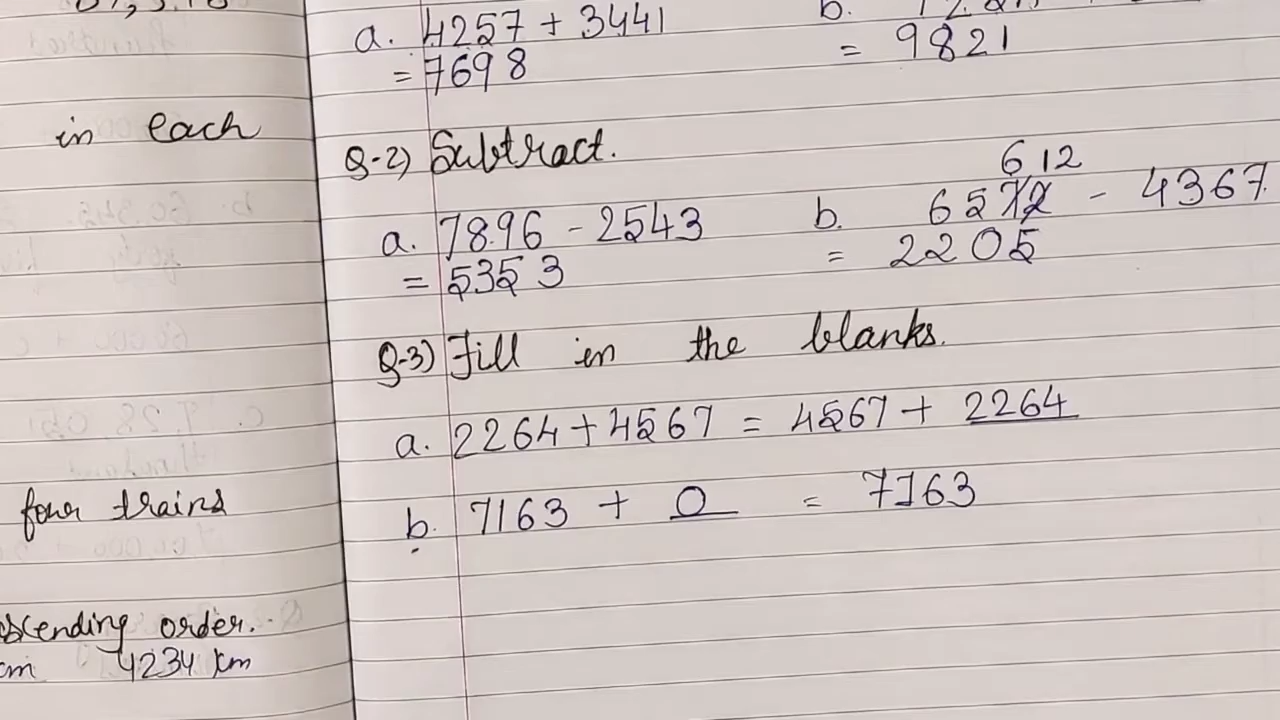 in each
four trains
scending order.
cm 4234 km
a. 4257 + 3441
= 7698
b.
= 9821
Q-2) Subtract.
a. 7896 - 2543
= 5353
6 12
b. 6572 - 4367
= 2205
Q-3) Fill in the blanks.
a. 2264 + 4567 = 4567 + 2264
b. 7163 + 0 = 7163